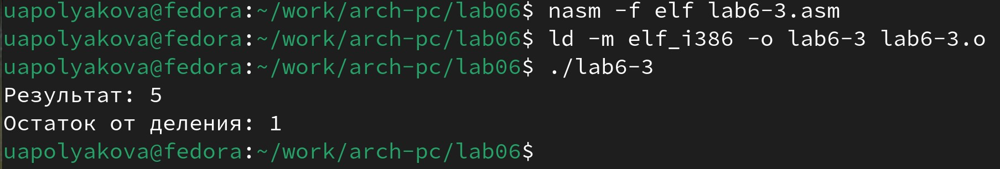 uapolyakova@fedora:~/work/arch-pc/lab06$ nasm -f elf lab6-3.asm
uapolyakova@fedora:~/work/arch-pc/lab06$ ld -m elf_i386 -o lab6-3 lab6-3.o
uapolyakova@fedora:~/work/arch-pc/lab06$ ./lab6-3
Результат: 5
Остаток от деления: 1
uapolyakova@fedora:~/work/arch-pc/lab06$